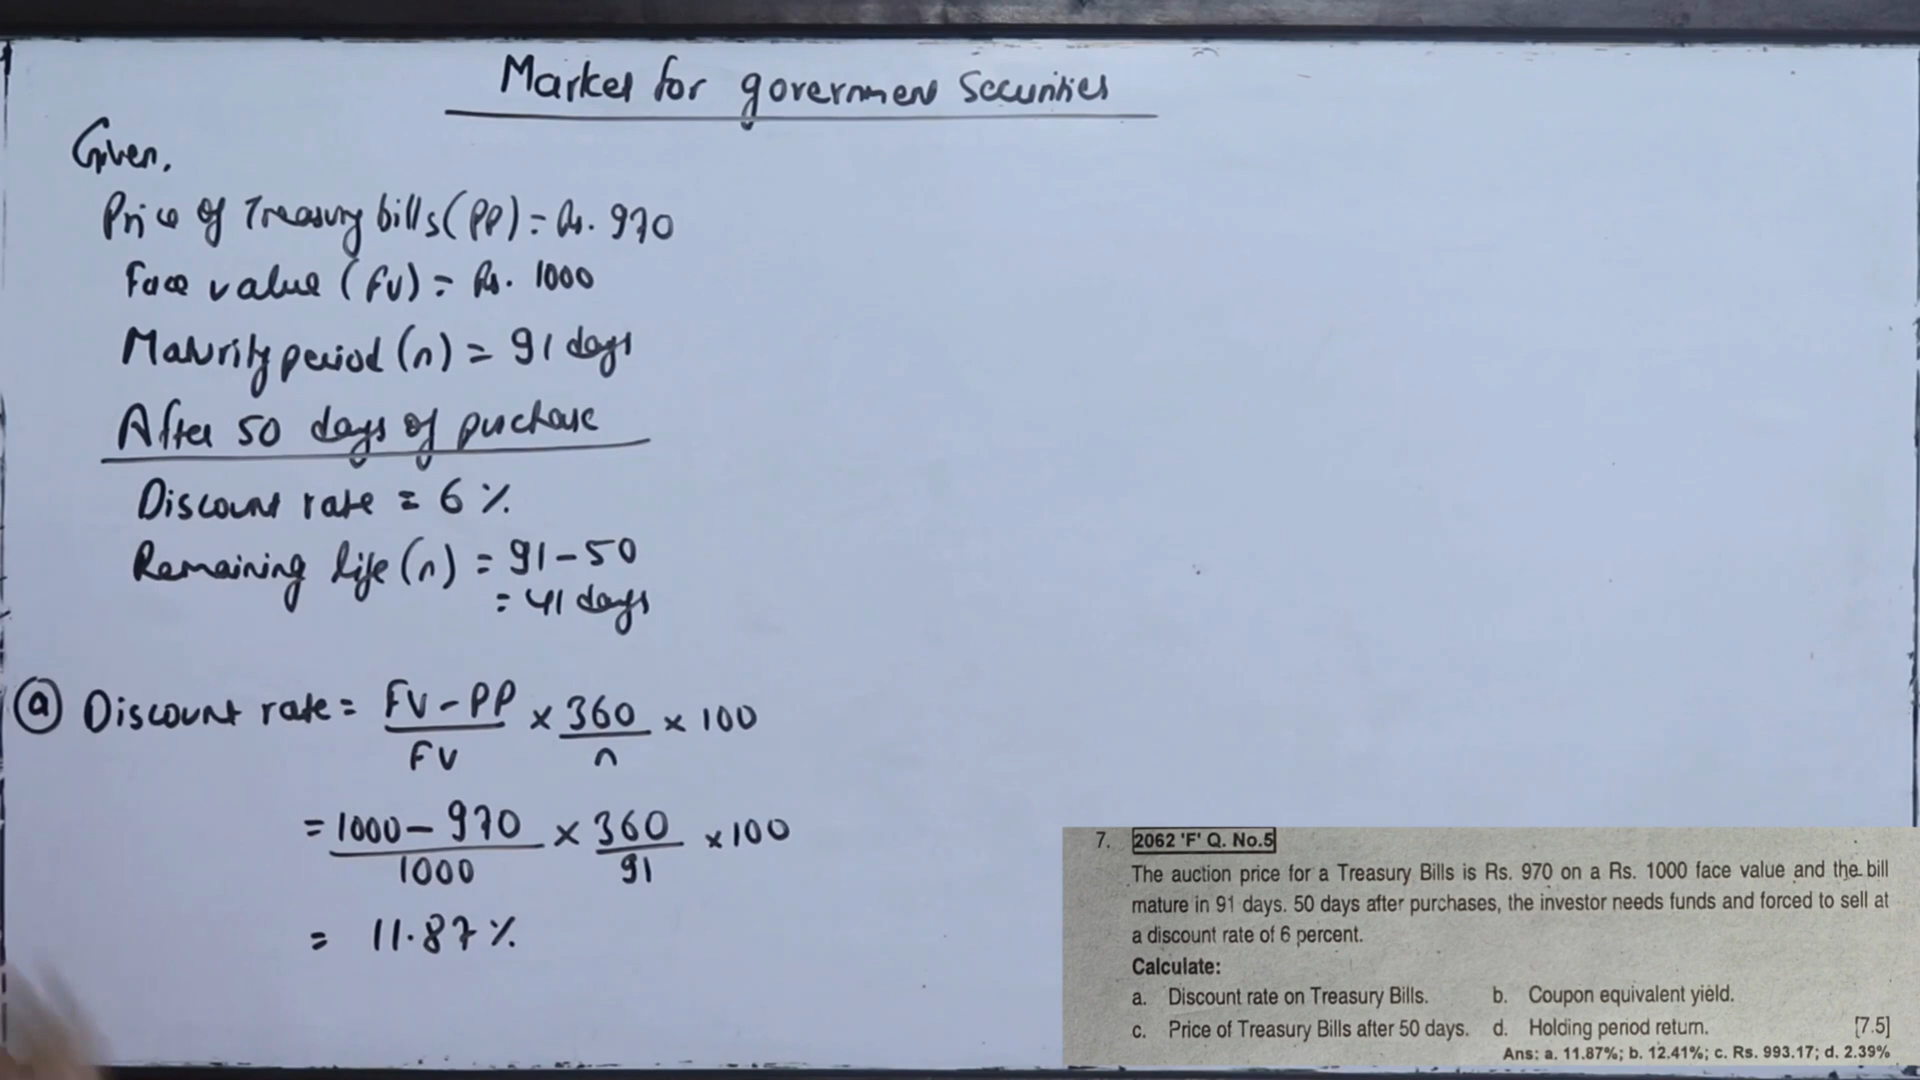 Market for government Securities
Given,
Price of Treasury bills (PP) = Rs. 970
Face value (FV) = Rs. 1000
Maturity period (n) = 91 days
After 50 days of purchase
Discount rate = 6 %
Remaining life (n) = 91 - 50
= 41 days
(a) Discount rate = FV - PP / FV × 360 / n × 100
= 1000 - 970 / 1000 × 360 / 91 × 100
= 11.87 %
7. 2062 'F' Q. No.5
The auction price for a Treasury Bills is Rs. 970 on a Rs. 1000 face value and the bill
mature in 91 days. 50 days after purchases, the investor needs funds and forced to sell at
a discount rate of 6 percent.
Calculate:
a. Discount rate on Treasury Bills. b. Coupon equivalent yield.
c. Price of Treasury Bills after 50 days. d. Holding period return. [7.5]
Ans: a. 11.87%; b. 12.41%; c. Rs. 993.17; d. 2.39%